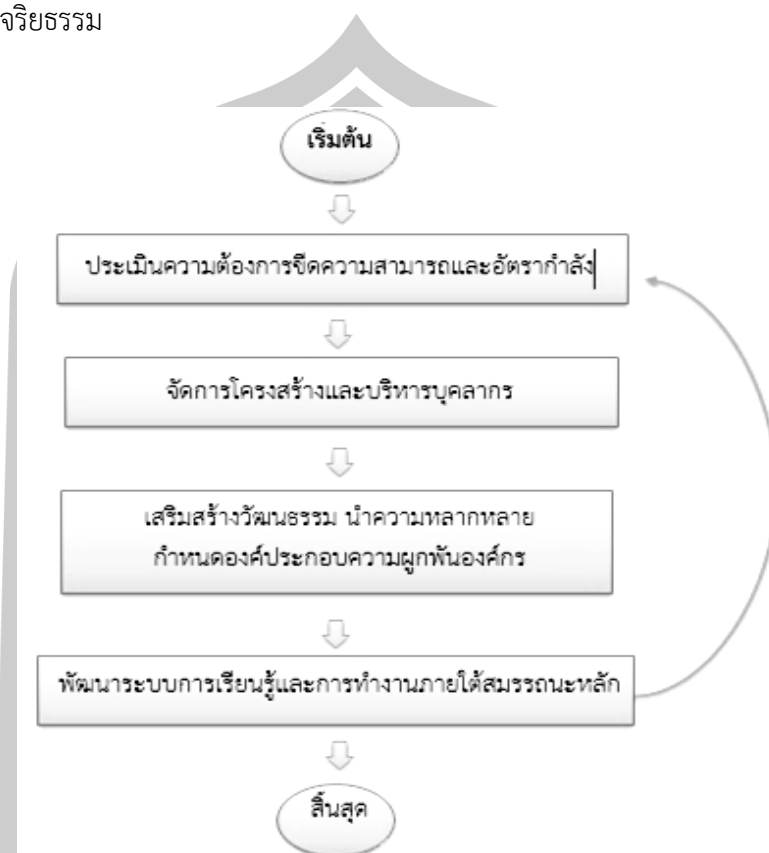 จริยธรรม
เริ่มต้น
ประเมินความต้องการขีดความสามารถและอัตรากำลัง
จัดการโครงสร้างและบริหารบุคลากร
เสริมสร้างวัฒนธรรม นำความหลากหลาย
กำหนดองค์ประกอบความผูกพันองค์กร
พัฒนาระบบการเรียนรู้และการทำงานภายใต้สมรรถนะหลัก
สิ้นสุด